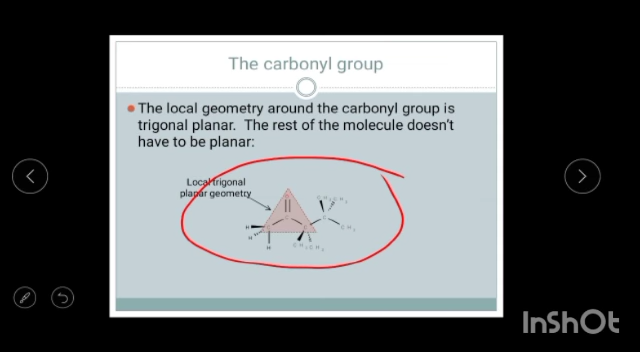 The carbonyl group
The local geometry around the carbonyl group is
trigonal planar. The rest of the molecule doesn't
have to be planar:
Local trigonal
planar geometry
H
H
H
C
C
InShOt